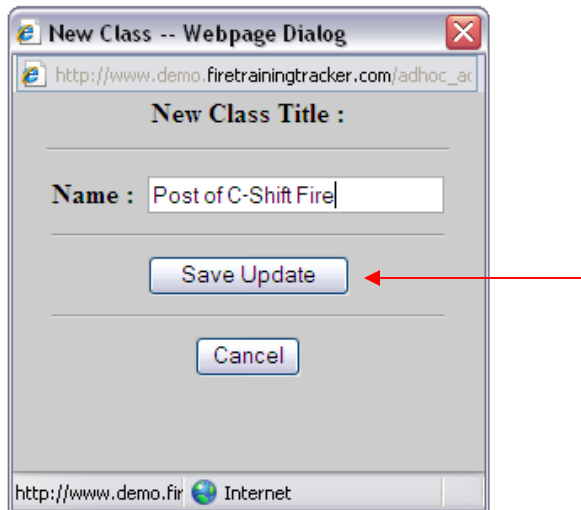 New Class -- Webpage Dialog
http://www.demo.firetrainingtracker.com/adhoc_ac
New Class Title :
Name : Post of C-Shift Fire
Save Update
Cancel
http://www.demo.fir Internet